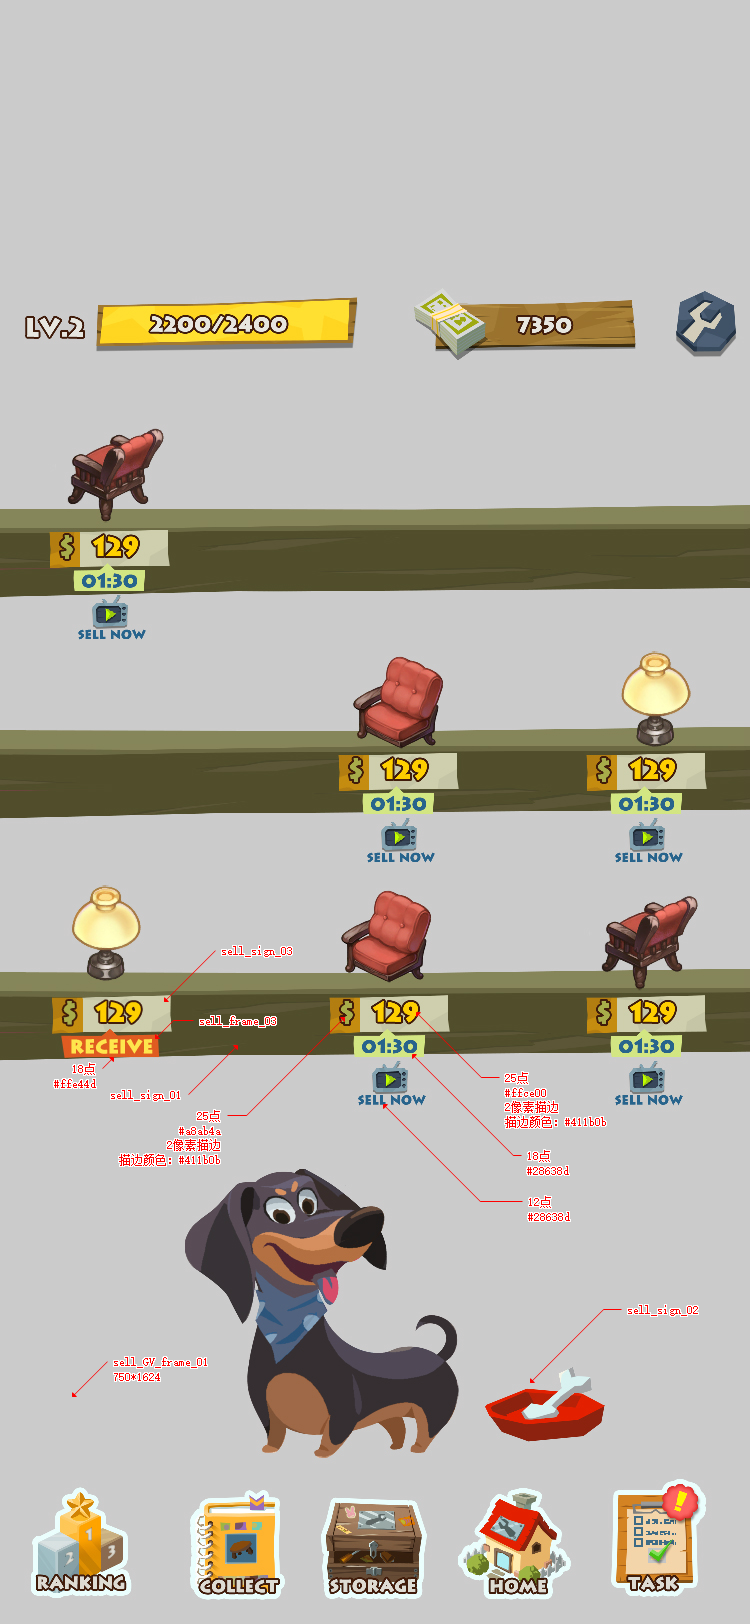 LV.2
2200/2400
7350
$ 129
01:30
SELL NOW
$ 129
01:30
SELL NOW
$ 129
01:30
SELL NOW
sell_sign_03
$ 129
sell_frame_03
RECEIVE
18点
#ffe44d
sell_sign_01
$ 129
01:30
SELL NOW
$ 129
01:30
SELL NOW
25点
#a8ab4a
2像素描边
描边颜色：#411b0b
25点
#ffce00
2像素描边
描边颜色：#411b0b
18点
#28638d
12点
#28638d
sell_sign_02
sell_GV_frame_01
750*1624
1
2
3
RANKING
COLLECT
STORAGE
HOME
!
TASK